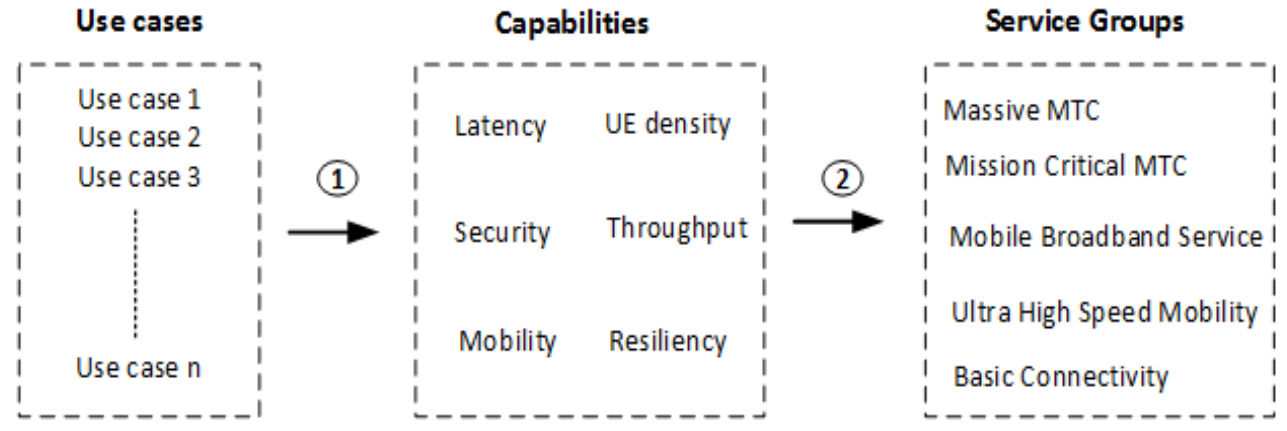 Use cases
Use case 1
Use case 2
Use case 3
Use case n
1
Capabilities
Latency UE density
Security Throughput
Mobility Resiliency
2
Service Groups
Massive MTC
Mission Critical MTC
Mobile Broadband Service
Ultra High Speed Mobility
Basic Connectivity